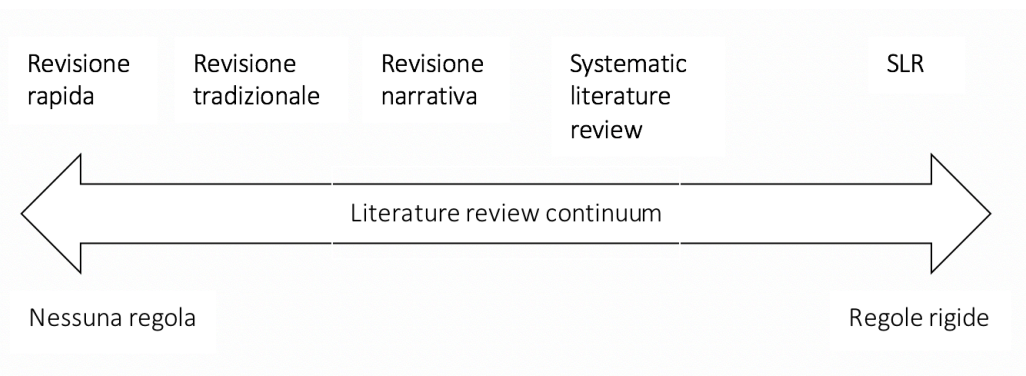 Revisione
rapida
Revisione
tradizionale
Revisione
narrativa
Systematic
literature
review
SLR
Literature review continuum
Nessuna regola
Regole rigide